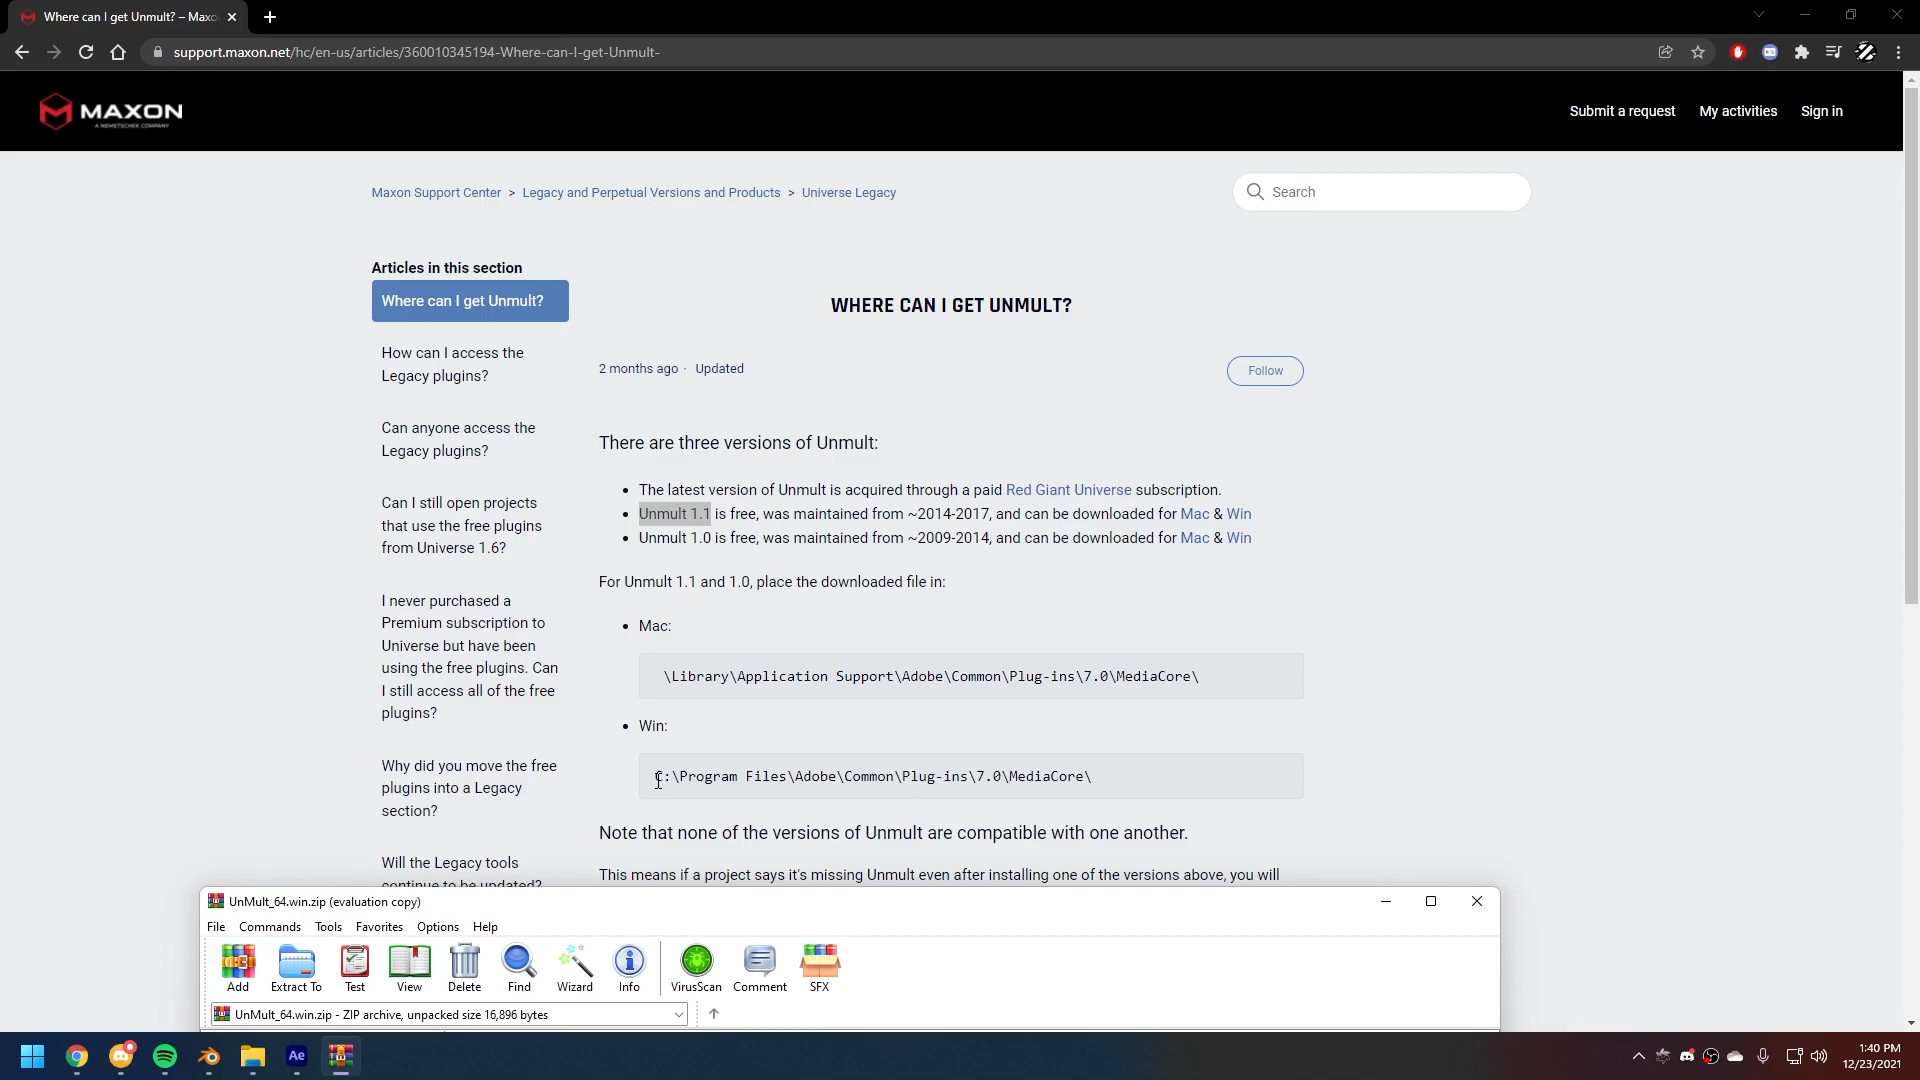 Where can I get Unmult? – Maxo
support.maxon.net/hc/en-us/articles/360010345194-Where-can-I-get-Unmult-
MAXON
A NEMETSCHEK COMPANY
Submit a request My activities Sign in
Maxon Support Center > Legacy and Perpetual Versions and Products > Universe Legacy
Search
Articles in this section
Where can I get Unmult?
How can I access the
Legacy plugins?
Can anyone access the
Legacy plugins?
Can I still open projects
that use the free plugins
from Universe 1.6?
I never purchased a
Premium subscription to
Universe but have been
using the free plugins. Can
I still access all of the free
plugins?
Why did you move the free
plugins into a Legacy
section?
Will the Legacy tools
continue to be updated?
WHERE CAN I GET UNMULT?
2 months ago · Updated
Follow
There are three versions of Unmult:
• The latest version of Unmult is acquired through a paid Red Giant Universe subscription.
• Unmult 1.1 is free, was maintained from ~2014-2017, and can be downloaded for Mac & Win
• Unmult 1.0 is free, was maintained from ~2009-2014, and can be downloaded for Mac & Win
For Unmult 1.1 and 1.0, place the downloaded file in:
• Mac:
\Library\Application Support\Adobe\Common\Plug-ins\7.0\MediaCore\
• Win:
C:\Program Files\Adobe\Common\Plug-ins\7.0\MediaCore\
Note that none of the versions of Unmult are compatible with one another.
This means if a project says it's missing Unmult even after installing one of the versions above, you will
UnMult_64.win.zip (evaluation copy)
File Commands Tools Favorites Options Help
Add Extract To Test View Delete Find Wizard Info VirusScan Comment SFX
UnMult_64.win.zip - ZIP archive, unpacked size 16,896 bytes
Ae
1:40 PM
12/23/2021